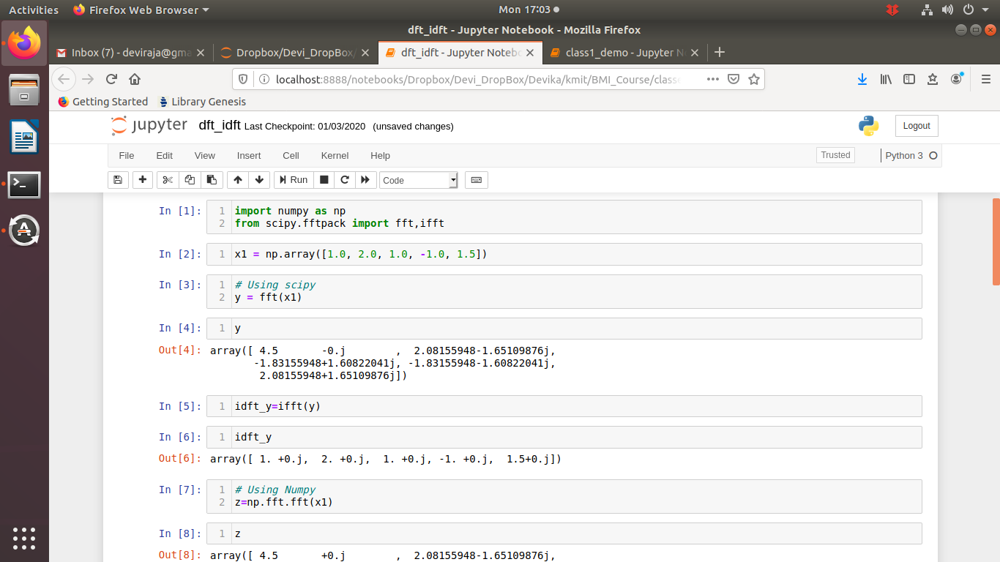 Activities Firefox Web Browser Mon 17:03
dft_idft - Jupyter Notebook - Mozilla Firefox
Inbox (7) - deviraja@gma Dropbox/Devi_DropBox/ dft_idft - Jupyter Notebo class1_demo - Jupyter N
localhost:8888/notebooks/Dropbox/Devi_DropBox/Devika/kmit/BMI_Course/classe
Getting Started Library Genesis
jupyter dft_idft Last Checkpoint: 01/03/2020 (unsaved changes) Logout
File Edit View Insert Cell Kernel Help Trusted Python 3
Run Code
In [1]: 1 import numpy as np
2 from scipy.fftpack import fft,ifft
In [2]: 1 x1 = np.array([1.0, 2.0, 1.0, -1.0, 1.5])
In [3]: 1 # Using scipy
2 y = fft(x1)
In [4]: 1 y
Out[4]: array([ 4.5       -0.j        ,  2.08155948-1.65109876j,
-1.83155948+1.60822041j, -1.83155948-1.60822041j,
2.08155948+1.65109876j])
In [5]: 1 idft_y=ifft(y)
In [6]: 1 idft_y
Out[6]: array([ 1. +0.j,  2. +0.j,  1. +0.j, -1. +0.j,  1.5+0.j])
In [7]: 1 # Using Numpy
2 z=np.fft.fft(x1)
In [8]: 1 z
Out[8]: array([ 4.5       +0.j        ,  2.08155948-1.65109876j,